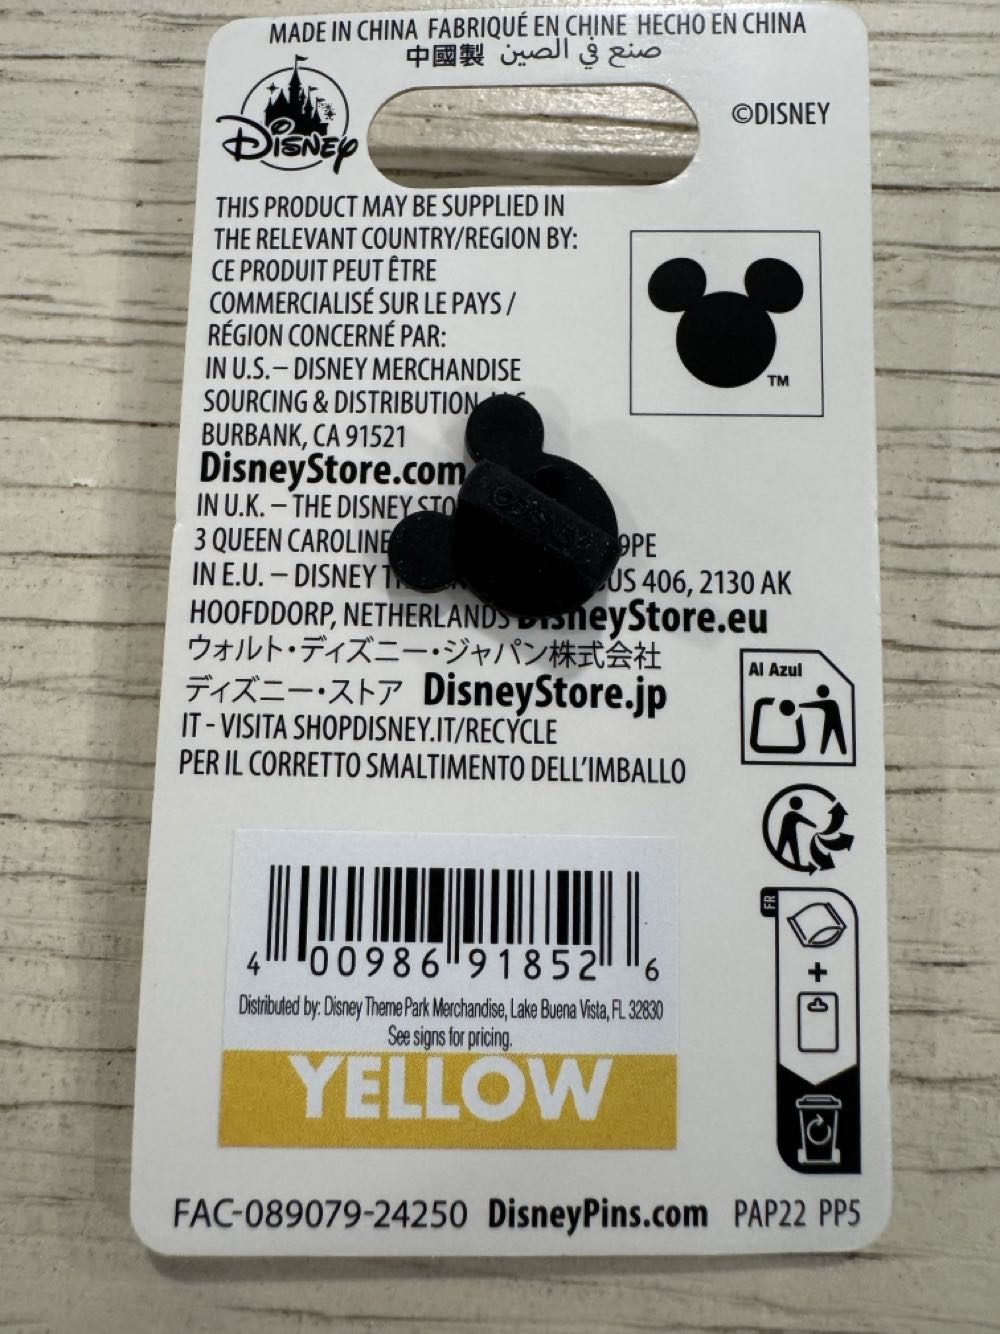 MADE IN CHINA FABRIQUÉ EN CHINE HECHO EN CHINA
中國製 صنع في الصين
Disney
©DISNEY
THIS PRODUCT MAY BE SUPPLIED IN
THE RELEVANT COUNTRY/REGION BY:
CE PRODUIT PEUT ÊTRE
COMMERCIALISÉ SUR LE PAYS /
RÉGION CONCERNÉ PAR:
IN U.S. – DISNEY MERCHANDISE
SOURCING & DISTRIBUTION,
BURBANK, CA 91521
DisneyStore.com
IN U.K. – THE DISNEY
3 QUEEN CAROLINE
IN E.U. – DISNEY 406, 2130 AK
HOOFDDORP, NETHERLANDS DisneyStore.eu
ウォルト・ディズニー・ジャパン株式会社
ディズニー・ストア DisneyStore.jp
IT - VISITA SHOPDISNEY.IT/RECYCLE
PER IL CORRETTO SMALTIMENTO DELL'IMBALLO
TM
©DISNEY
Al Azul
FR
+
4 00986 91852 6
Distributed by: Disney Theme Park Merchandise, Lake Buena Vista, FL 32830
See signs for pricing.
YELLOW
FAC-089079-24250 DisneyPins.com PAP22 PP5